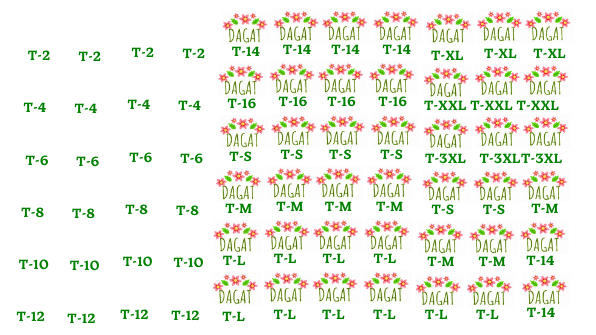 DAGAT DAGAT DAGAT DAGAT DAGAT DAGAT DAGAT
T-2 T-2 T-2 T-2 T-14 T-14 T-14 T-14 T-XL T-XL T-XL
DAGAT DAGAT DAGAT DAGAT DAGAT DAGAT DAGAT
T-4 T-4 T-4 T-4 T-16 T-16 T-16 T-16 T-XXL T-XXL T-XXL
DAGAT DAGAT DAGAT DAGAT DAGAT DAGAT DAGAT
T-6 T-6 T-6 T-6 T-S T-S T-S T-S T-3XL T-3XL T-3XL
DAGAT DAGAT DAGAT DAGAT DAGAT DAGAT DAGAT
T-8 T-8 T-8 T-8 T-M T-M T-M T-M T-S T-S T-M
DAGAT DAGAT DAGAT DAGAT DAGAT DAGAT DAGAT
T-10 T-10 T-10 T-10 T-L T-L T-L T-L T-M T-M T-14
DAGAT DAGAT DAGAT DAGAT DAGAT DAGAT DAGAT
T-12 T-12 T-12 T-12 T-L T-L T-L T-L T-L T-L T-14